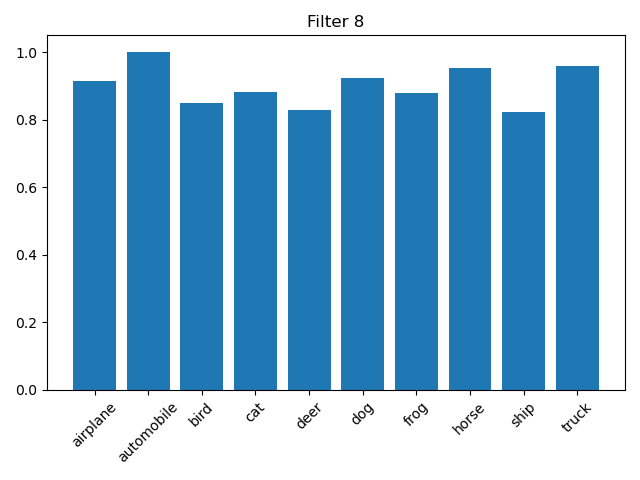 Filter 8
1.0
0.8
0.6
0.4
0.2
0.0
airplane
automobile
bird
cat
deer
dog
frog
horse
ship
truck